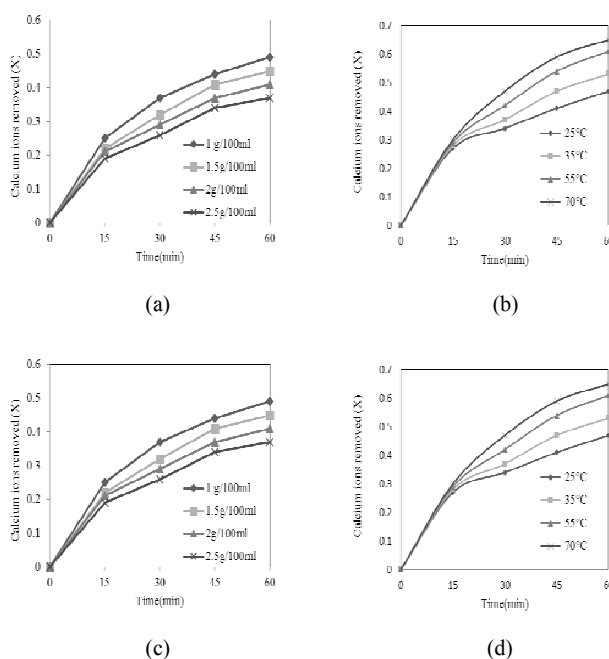 0.6
0.5
0.4
0.3
0.2
0.1
0
Calcium ions removed (X)
1 g/100ml
1.5g/100ml
2g/100ml
2.5g/100ml
0 15 30 45 60
Time(min)
(a)
0.7
0.6
0.5
0.4
0.3
0.2
0.1
0
Calcium ions removed (X)
25°C
35°C
55°C
70°C
0 15 30 45 60
Time(min)
(b)
0.6
0.5
0.4
0.3
0.2
0.1
0
Calcium ions removed (X)
1 g/100ml
1.5g/100ml
2g/100ml
2.5g/100ml
0 15 30 45 60
Time(min)
(c)
0.7
0.6
0.5
0.4
0.3
0.2
0.1
0
Calcium ions removed (X)
25°C
35°C
55°C
70°C
0 15 30 45 60
Time(min)
(d)